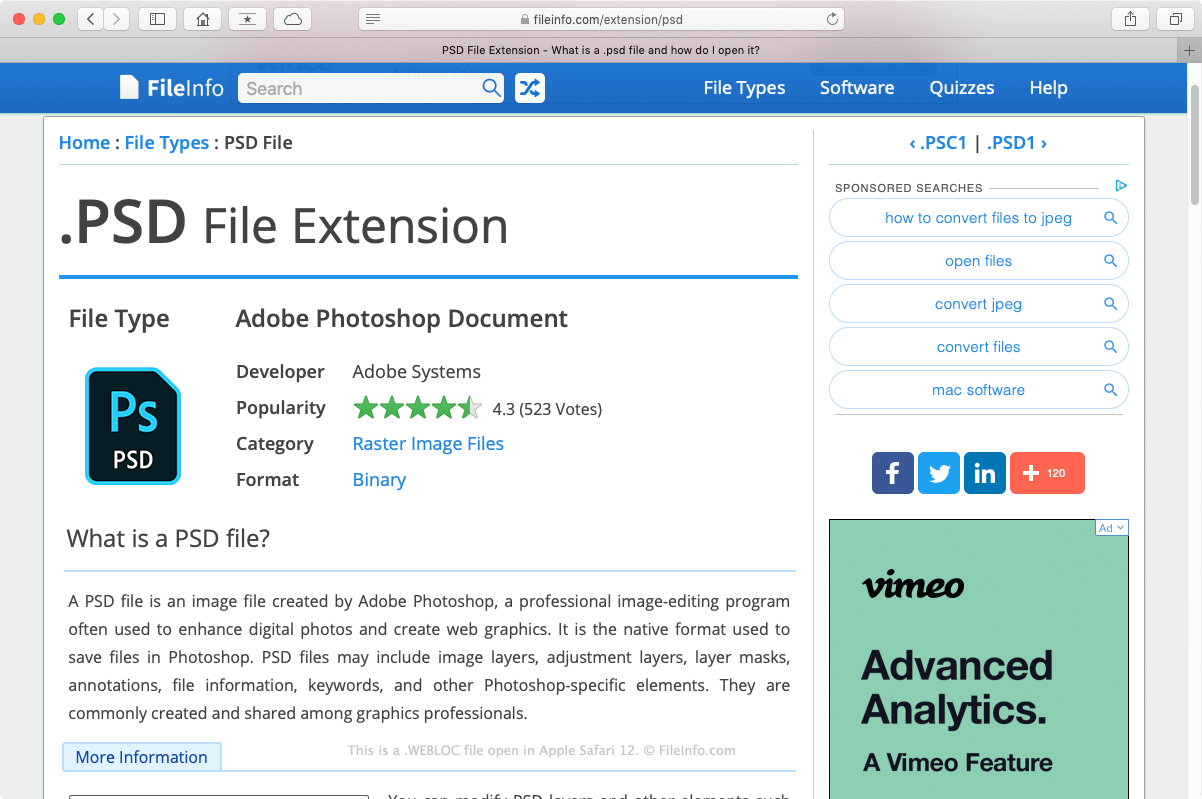 fileinfo.com/extension/psd
PSD File Extension - What is a .psd file and how do I open it?
FileInfo
Search
File Types
Software
Quizzes
Help
Home : File Types : PSD File
.PSD File Extension
File Type
Adobe Photoshop Document
Ps
PSD
Developer Adobe Systems
Popularity 4.3 (523 Votes)
Category Raster Image Files
Format Binary
What is a PSD file?
A PSD file is an image file created by Adobe Photoshop, a professional image-editing program
often used to enhance digital photos and create web graphics. It is the native format used to
save files in Photoshop. PSD files may include image layers, adjustment layers, layer masks,
annotations, file information, keywords, and other Photoshop-specific elements. They are
commonly created and shared among graphics professionals.
More Information
This is a .WEBLOC file open in Apple Safari 12. © FileInfo.com
You can modify PSD layers and other elements such
‹ .PSC1 | .PSD1 ›
SPONSORED SEARCHES
how to convert files to jpeg
open files
convert jpeg
convert files
mac software
f
in
120
Ad
vimeo
Advanced
Analytics.
A Vimeo Feature